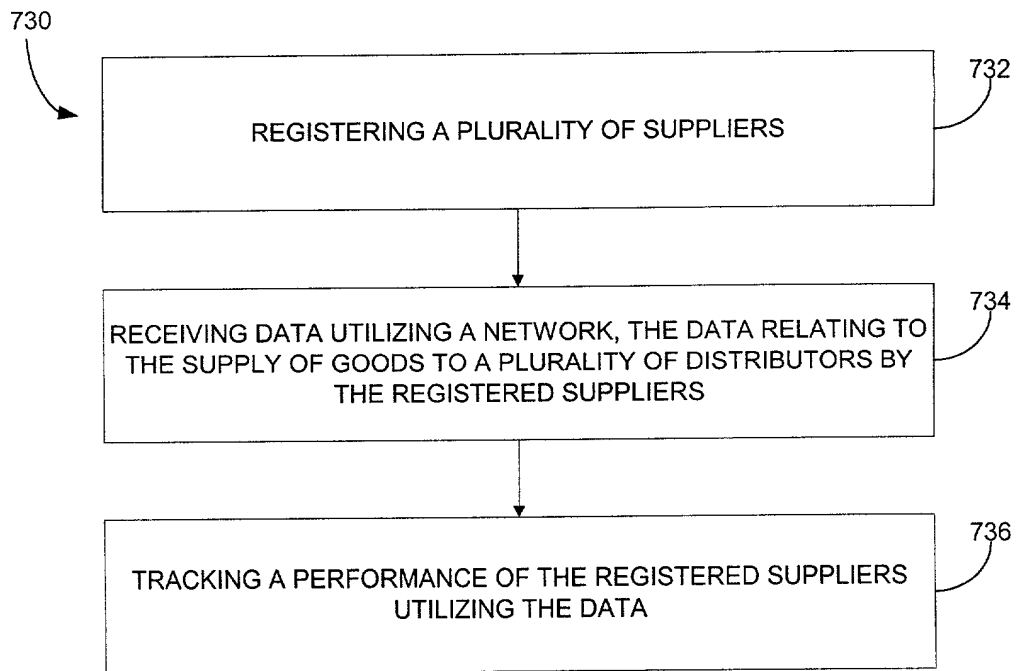 730
732
REGISTERING A PLURALITY OF SUPPLIERS
734
RECEIVING DATA UTILIZING A NETWORK, THE DATA RELATING TO
THE SUPPLY OF GOODS TO A PLURALITY OF DISTRIBUTORS BY
THE REGISTERED SUPPLIERS
736
TRACKING A PERFORMANCE OF THE REGISTERED SUPPLIERS
UTILIZING THE DATA